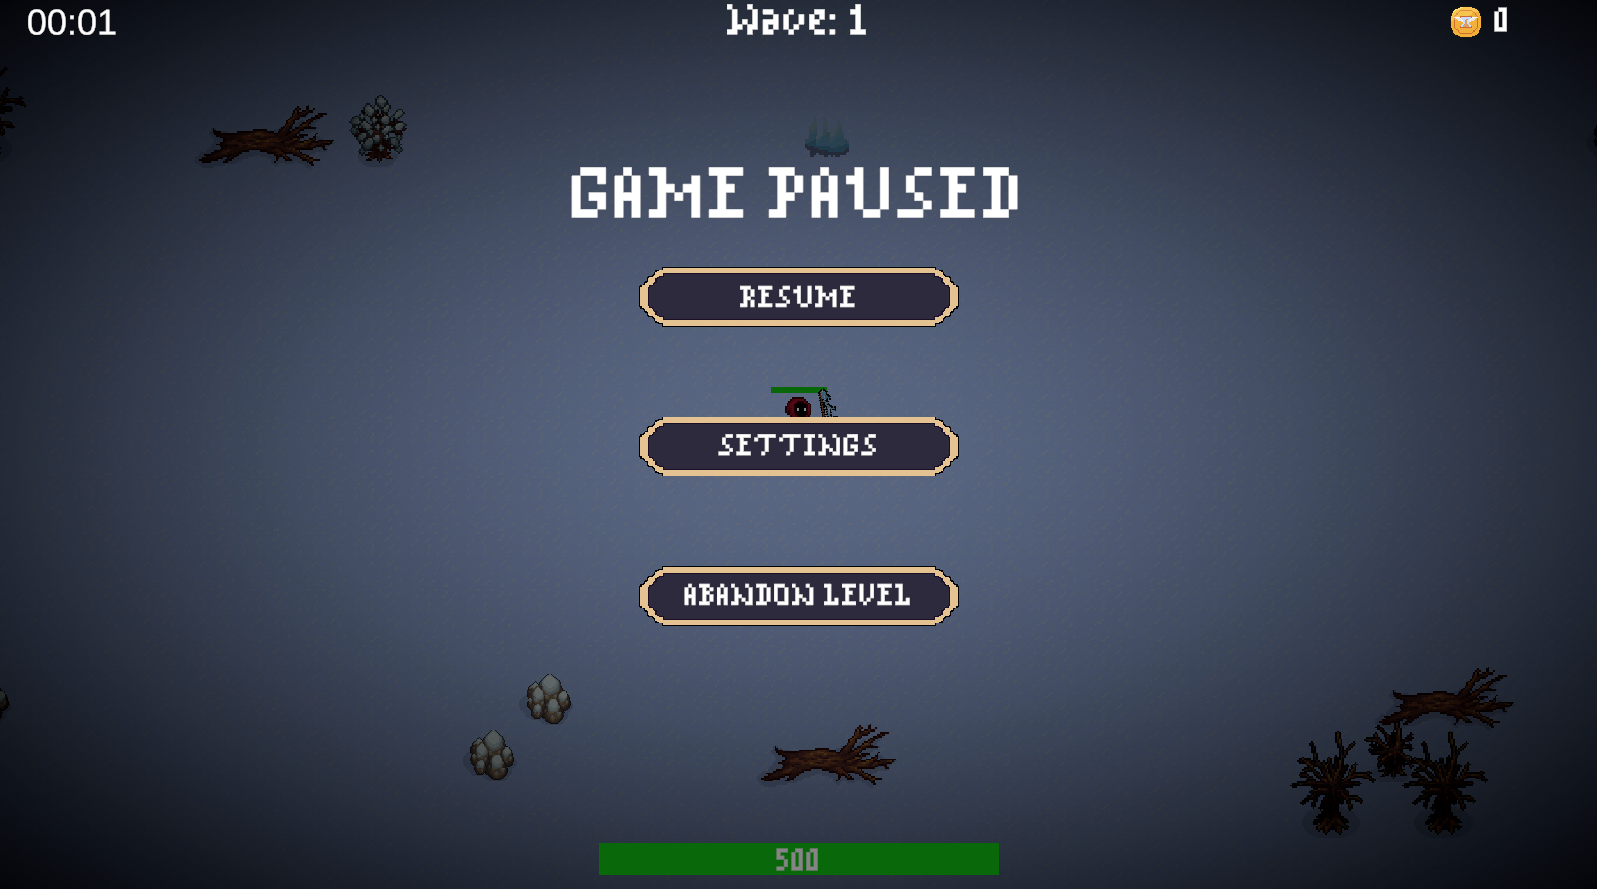 00:01
Wave: 1
0
GAME PAUSED
RESUME
SETTINGS
ABANDON LEVEL
500